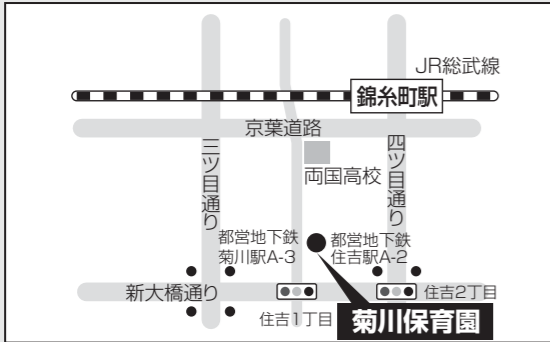 JR総武線
錦糸町駅
京葉道路
三ツ目通り
両国高校
四ツ目通り
都営地下鉄
菊川駅A-3
都営地下鉄
住吉駅A-2
新大橋通り
住吉2丁目
住吉1丁目
菊川保育園